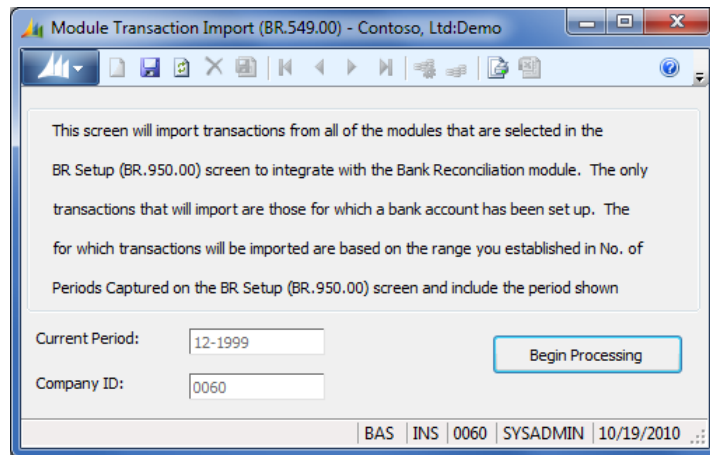 Module Transaction Import (BR.549.00) - Contoso, Ltd:Demo
This screen will import transactions from all of the modules that are selected in the
BR Setup (BR.950.00) screen to integrate with the Bank Reconciliation module. The only
transactions that will import are those for which a bank account has been set up. The
for which transactions will be imported are based on the range you established in No. of
Periods Captured on the BR Setup (BR.950.00) screen and include the period shown
Current Period: 12-1999
Begin Processing
Company ID: 0060
BAS INS 0060 SYSADMIN 10/19/2010